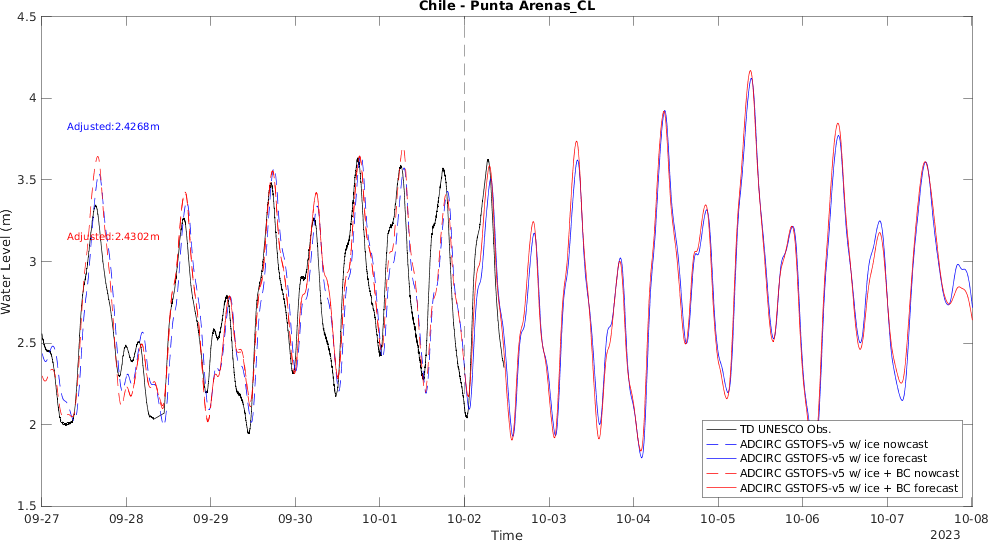 Chile - Punta Arenas_CL
Water Level (m)
4.5
4
3.5
3
2.5
2
1.5
Adjusted:2.4268m
Adjusted:2.4302m
TD UNESCO Obs.
ADCIRC GSTOFS-v5 w/ ice nowcast
ADCIRC GSTOFS-v5 w/ ice forecast
ADCIRC GSTOFS-v5 w/ ice + BC nowcast
ADCIRC GSTOFS-v5 w/ ice + BC forecast
09-27 09-28 09-29 09-30 10-01 10-02 10-03 10-04 10-05 10-06 10-07 10-08
Time
2023